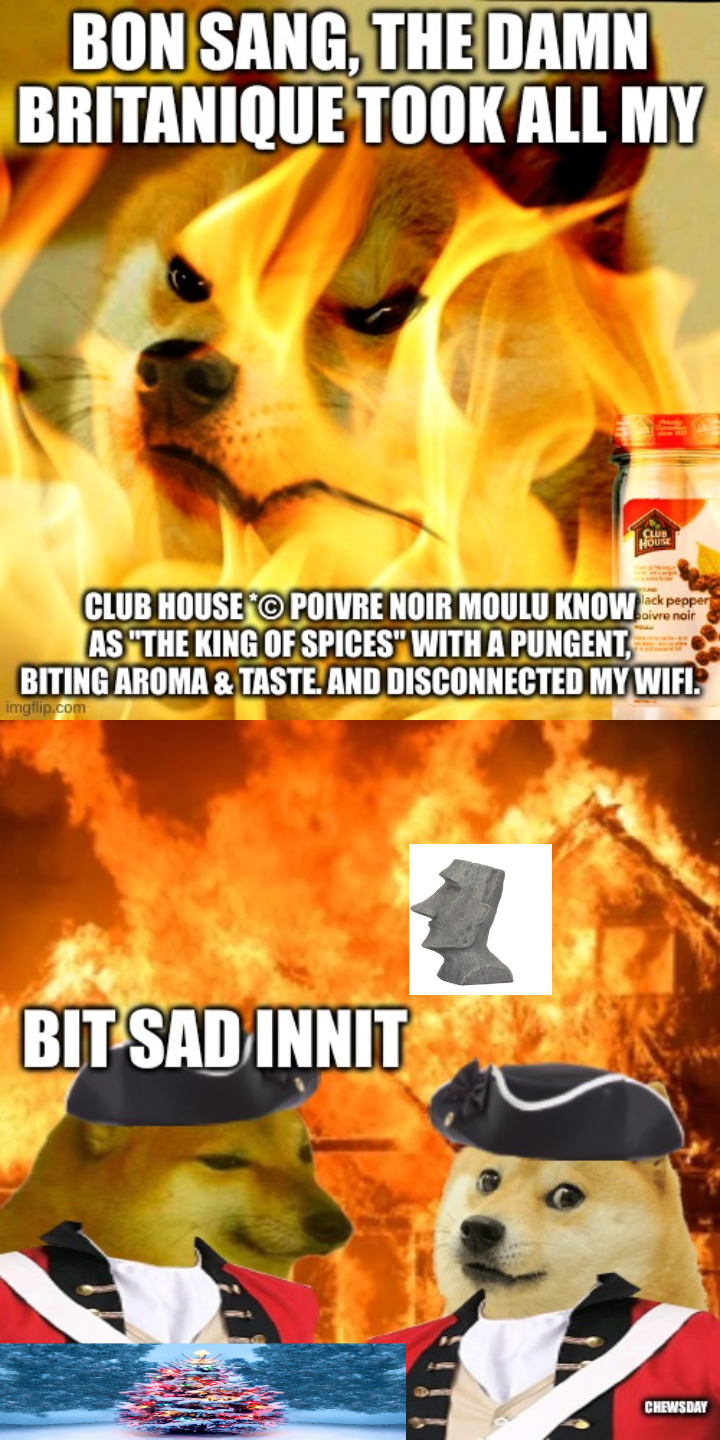 BON SANG, THE DAMN
BRITANIQUE TOOK ALL MY
CLUB
HOUSE
lack pepper
poivre noir
CLUB HOUSE *© POIVRE NOIR MOULU KNOW
AS "THE KING OF SPICES" WITH A PUNGENT,
BITING AROMA & TASTE. AND DISCONNECTED MY WIFI.
imgflip.com
BIT SAD INNIT
CHEWSDAY